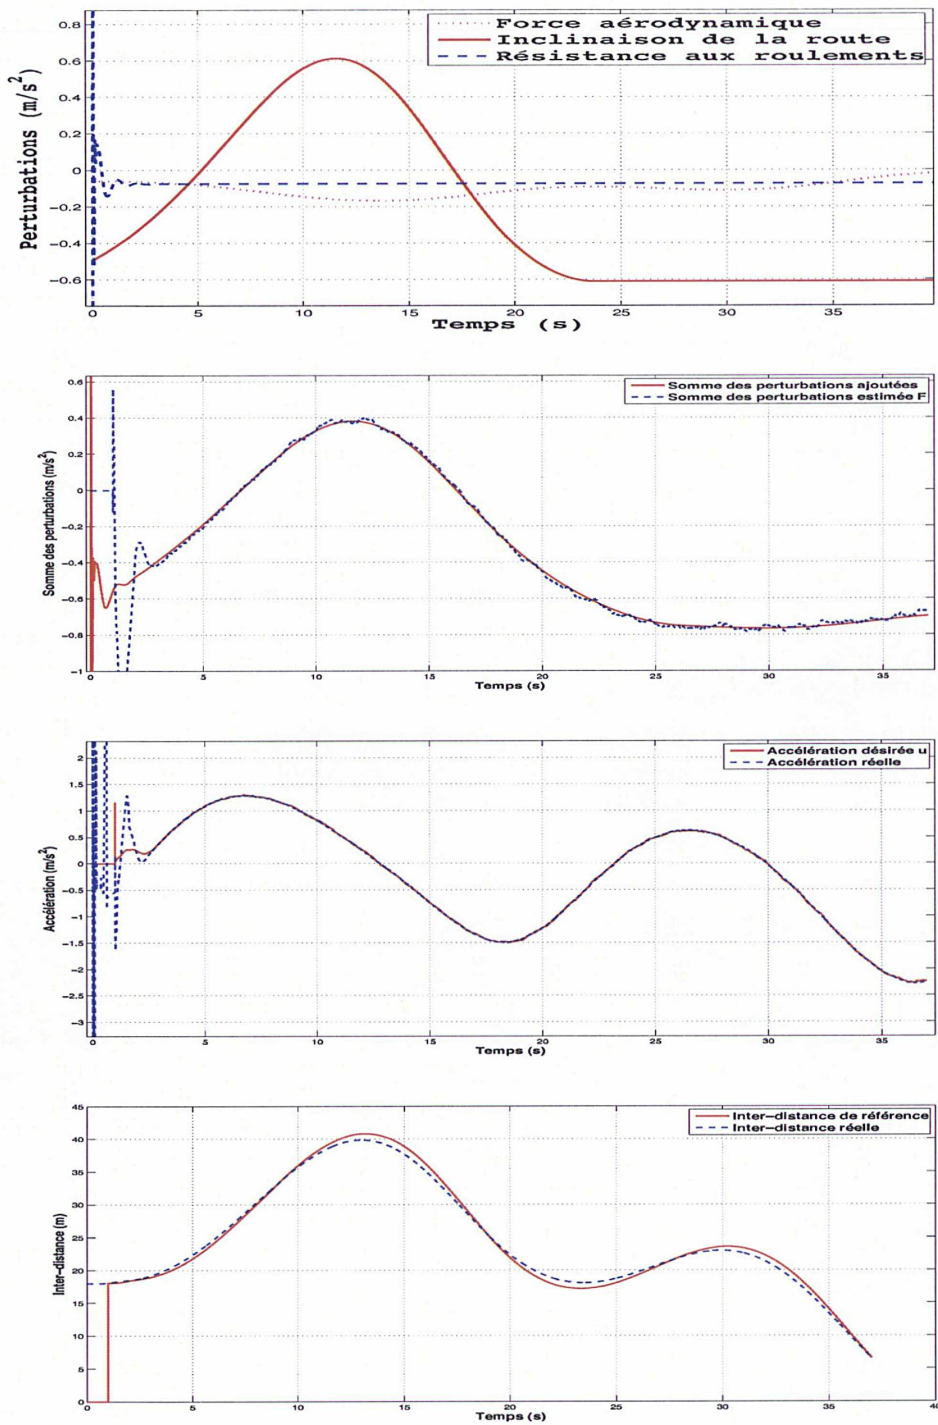 Force aérodynamique
Inclinaison de la route
Résistance aux roulements
Perturbations (m/s²)
0.8
0.6
0.4
0.2
0
−0.2
−0.4
−0.6
0 5 10 15 20 25 30 35
Temps (s)
Somme des perturbations ajoutées
Somme des perturbations estimée F
Somme des perturbations (m/s²)
0.6
0.4
0.2
0
−0.2
−0.4
−0.6
−0.8
−1
0 5 10 15 20 25 30 35
Temps (s)
Accélération désirée u
Accélération réelle
Accélération (m/s²)
2
1.5
1
0.5
0
−0.5
−1
−1.5
−2
−2.5
−3
0 5 10 15 20 25 30 35
Temps (s)
Inter−distance de référence
Inter−distance réelle
Inter−distance (m)
45
40
35
30
25
20
15
10
5
0
0 5 10 15 20 25 30 35 40
Temps (s)